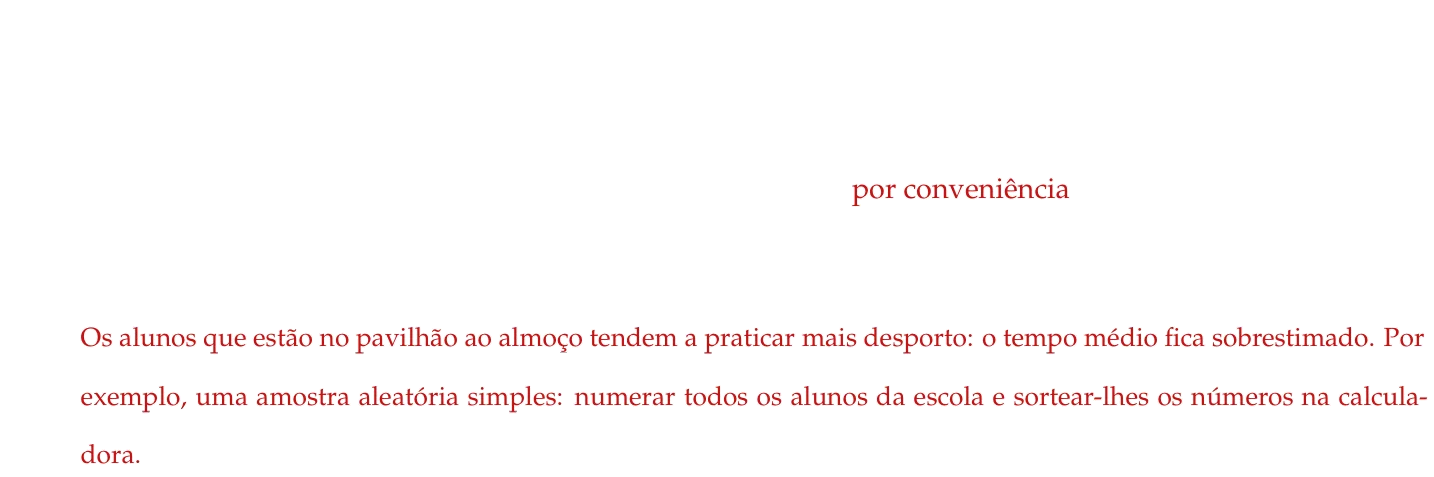 por conveniência
Os alunos que estão no pavilhão ao almoço tendem a praticar mais desporto: o tempo médio fica sobrestimado. Por
exemplo, uma amostra aleatória simples: numerar todos os alunos da escola e sortear-lhes os números na calcula-
dora.